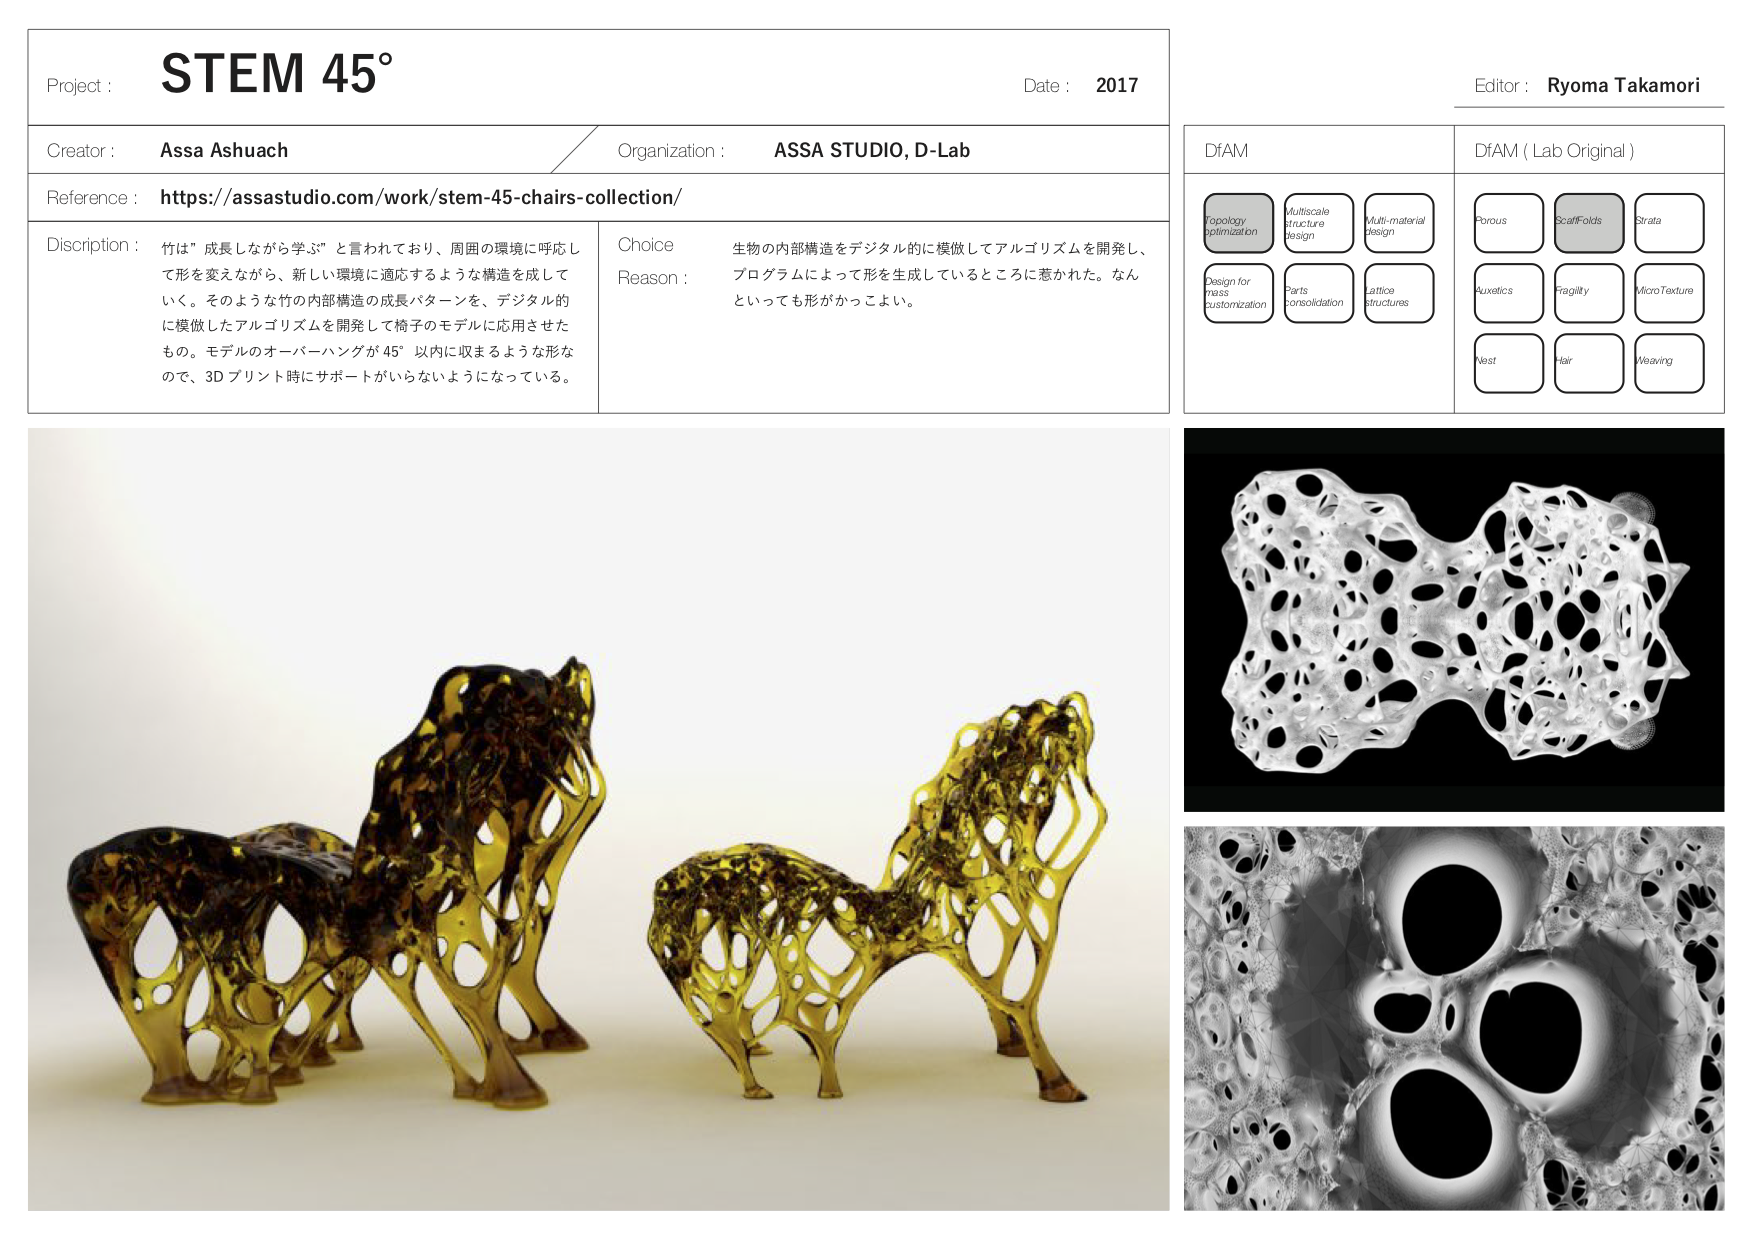 Project : STEM 45°
Date : 2017
Editor : Ryoma Takamori
Creator : Assa Ashuach
Organization : ASSA STUDIO, D-Lab
Reference : https://assastudio.com/work/stem-45-chairs-collection/
Discription :
竹は”成長しながら学ぶ”と言われており、周囲の環境に呼応し
て形を変えながら、新しい環境に適応するような構造を成して
いく。そのような竹の内部構造の成長パターンを、デジタル的
に模倣したアルゴリズムを開発して椅子のモデルに応用させた
もの。モデルのオーバーハングが 45°以内に収まるような形な
ので、3D プリント時にサポートがいらないようになっている。
Choice
Reason :
生物の内部構造をデジタル的に模倣してアルゴリズムを開発し、
プログラムによって形を生成しているところに惹かれた。なん
といっても形がかっこよい。
DfAM
Topology
optimization
Multiscale
structure
design
Multi-material
design
Design for
mass
customization
Parts
consolidation
Lattice
structures
DfAM ( Lab Original )
Porous
ScaffFolds
Strata
Auxetics
Fragility
MicroTexture
Nest
Hair
Weaving